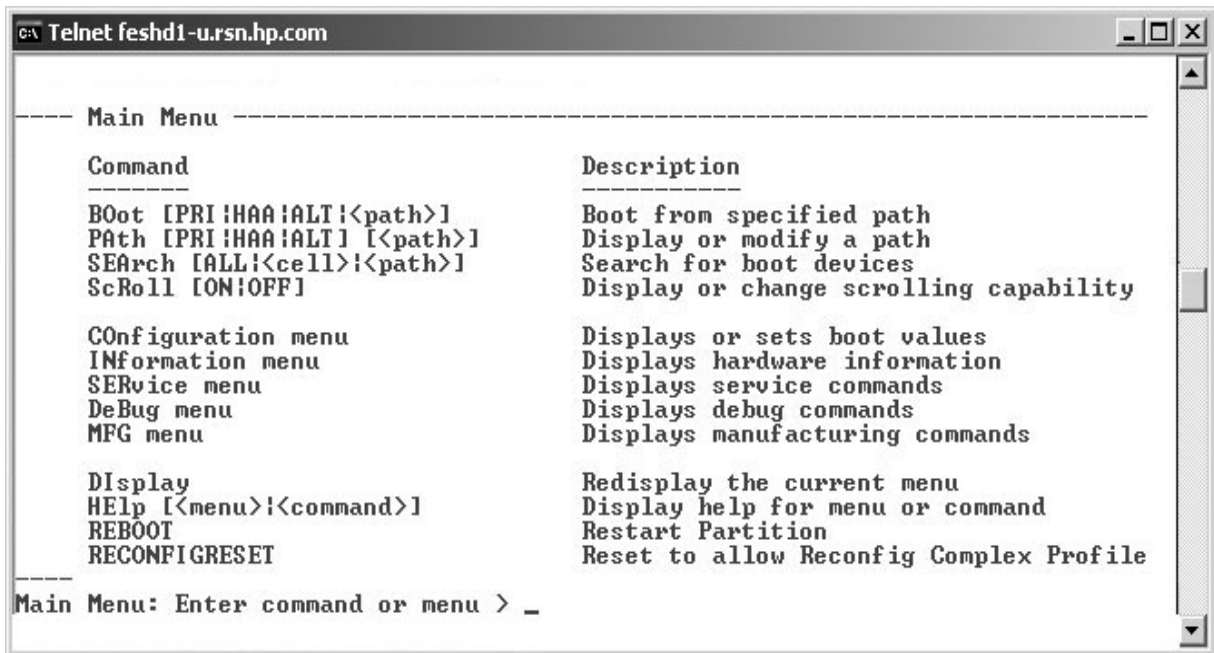 Telnet feshd1-u.rsn.hp.com
---- Main Menu ---------------------------------------------------------------
Command Description
------- -----------
BOot [PRI|HAA|ALT|<path>] Boot from specified path
PAth [PRI|HAA|ALT] [<path>] Display or modify a path
SEArch [ALL|<cell>|<path>] Search for boot devices
ScRoll [ON|OFF] Display or change scrolling capability
COnfiguration menu Displays or sets boot values
INformation menu Displays hardware information
SERvice menu Displays service commands
DeBug menu Displays debug commands
MFG menu Displays manufacturing commands
DIsplay Redisplay the current menu
HElp [<menu>|<command>] Display help for menu or command
REBOOT Restart Partition
RECONFIGRESET Reset to allow Reconfig Complex Profile
----
Main Menu: Enter command or menu > _